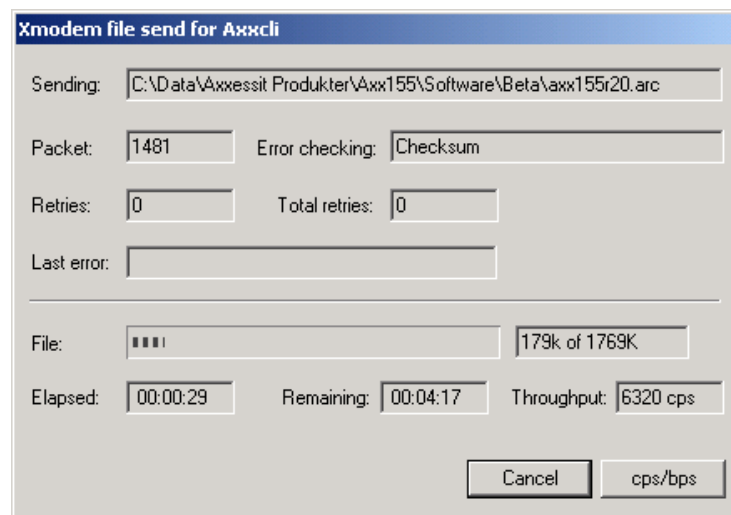 Xmodem file send for Axxcli
Sending: C:\Data\Axxessit Produkter\Axx155\Software\Beta\axx155r20.arc
Packet: 1481 Error checking: Checksum
Retries: 0 Total retries: 0
Last error:
File: 179k of 1769K
Elapsed: 00:00:29 Remaining: 00:04:17 Throughput: 6320 cps
Cancel cps/bps